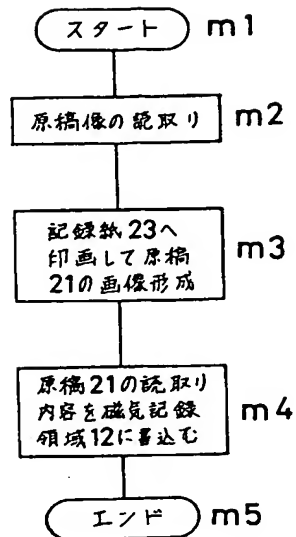 スタート m1
原稿像の読取り m2
記録紙23へ
印画して原稿 m3
21の画像形成
原稿21の読取り
内容を磁気記録 m4
領域12に書込む
エンド m5